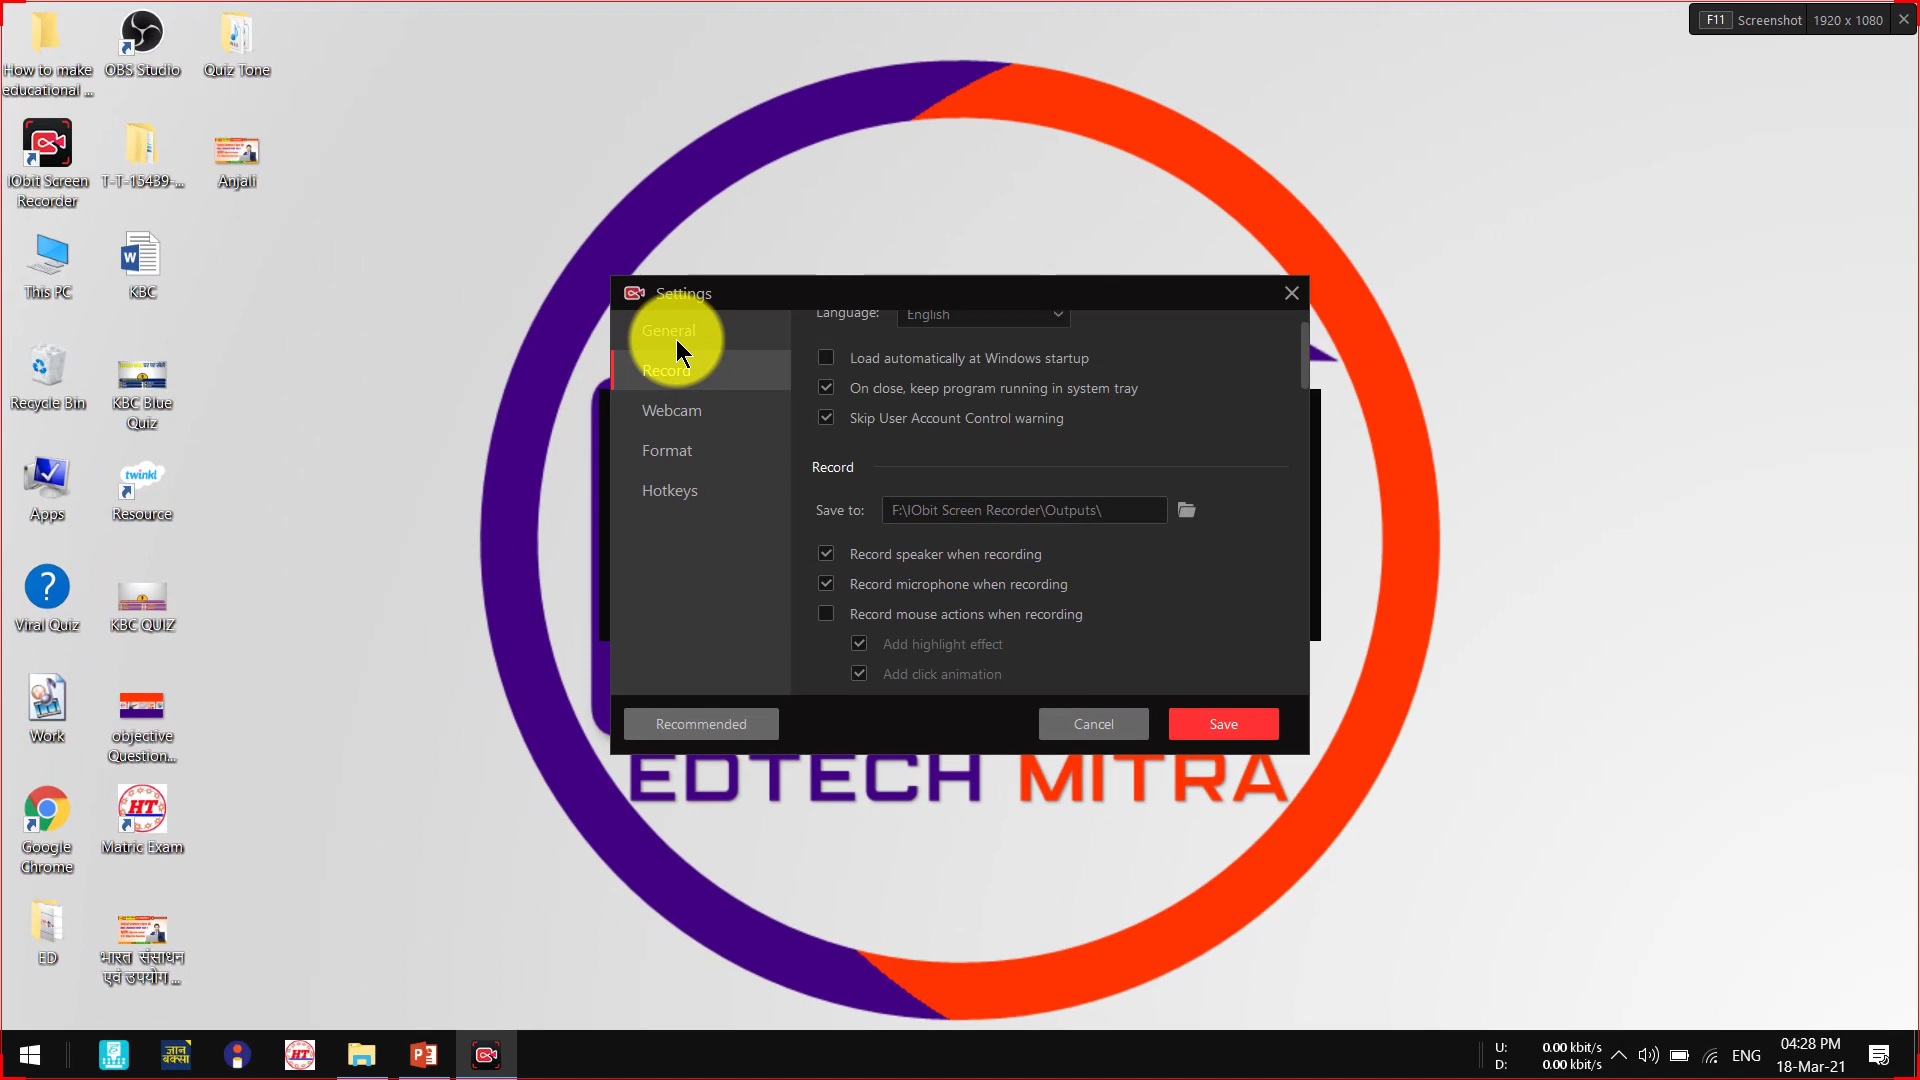 F11 Screenshot 1920 x 1080
How to make
educational ...
OBS Studio
Quiz Tone
IObit Screen
Recorder
T-T-15439-...
Anjali
This PC
KBC
Recycle Bin
KBC Blue
Quiz
Apps
twinkl
Resource
Viral Quiz
KBC QUIZ
Work
objective
Question...
Google
Chrome
HT
Matric Exam
ED
भारत संसाधन
एवं उपयोग ...
Settings
General
Record
Webcam
Format
Hotkeys
Language: English
Load automatically at Windows startup
On close, keep program running in system tray
Skip User Account Control warning
Record
Save to: F:\IObit Screen Recorder\Outputs\
Record speaker when recording
Record microphone when recording
Record mouse actions when recording
Add highlight effect
Add click animation
Recommended
Cancel
Save
EDTECH MITRA
ज्ञान
बक्सा
HT
U: 0.00 kbit/s
D: 0.00 kbit/s
ENG
04:28 PM
18-Mar-21